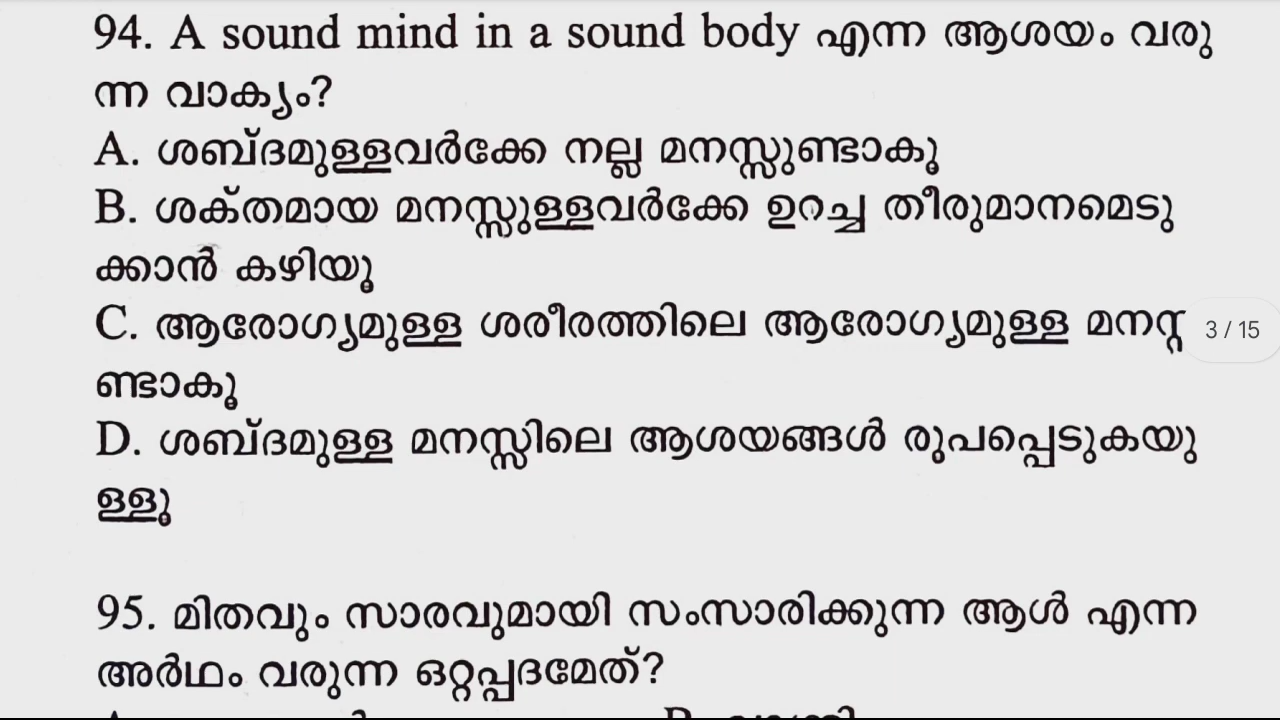 94. A sound mind in a sound body എന്ന ആശയം വരു
ന്ന വാക്യം?
A. ശബ്ദമുള്ളവർക്കേ നല്ല മനസ്സുണ്ടാകൂ
B. ശക്തമായ മനസ്സുള്ളവർക്കേ ഉറച്ച തീരുമാനമെടു
ക്കാൻ കഴിയൂ
C. ആരോഗ്യമുള്ള ശരീരത്തിലെ ആരോഗ്യമുള്ള
3 / 15
ണ്ടാകൂ
D. ശബ്ദമുള്ള മനസ്സിലെ ആശയങ്ങൾ രൂപപ്പെടുകയു
ള്ളൂ
95. മിതവും സാരവുമായി സംസാരിക്കുന്ന ആൾ എന്ന
അർഥം വരുന്ന ഒറ്റപ്പദമേത്?